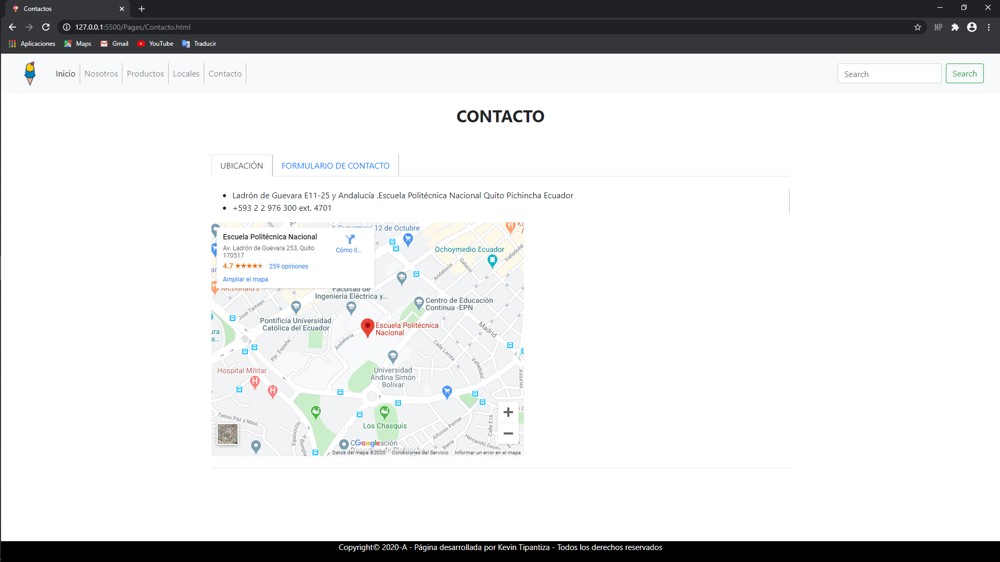 Contactos
127.0.0.1:5500/Pages/Contacto.html
NP
Aplicaciones Maps Gmail YouTube Traducir
Inicio Nosotros Productos Locales Contacto Search Search
CONTACTO
UBICACIÓN FORMULARIO DE CONTACTO
Ladrón de Guevara E11-25 y Andalucía .Escuela Politécnica Nacional Quito Pichincha Ecuador
+593 2 2 976 300 ext. 4701
Escuela Politécnica Nacional
Av. Ladrón de Guevara 253, Quito
170517
4.7 259 opiniones
Ampliar el mapa
Cómo ll...
12 de Octubre
Ochoymedio Ecuador
Valladolid
Galavis
Andalucía
McDonald's
Facultad de
Ingeniería Eléctrica y...
Centro de Educación
Continua -EPN
José Tamayo
Pontificia Universidad
Católica del Ecuador
Escuela Politécnica
Nacional
Madrid
Andalucía
Pje. España
Calle Lérida
Valladolid
Universidad
Andina Simón
Bolívar
Hospital Militar
Asturias
Telmo Paz y Mino
Equinoccio
A. Bompla
Los Chasquis
Alfonso Perrier
Calle E16
Hernando Davila
Iberia
Google
Datos del mapa ©2020 Condiciones del Servicio Informar un error en el mapa
Copyright© 2020-A - Página desarrollada por Kevin Tipantiza - Todos los derechos reservados